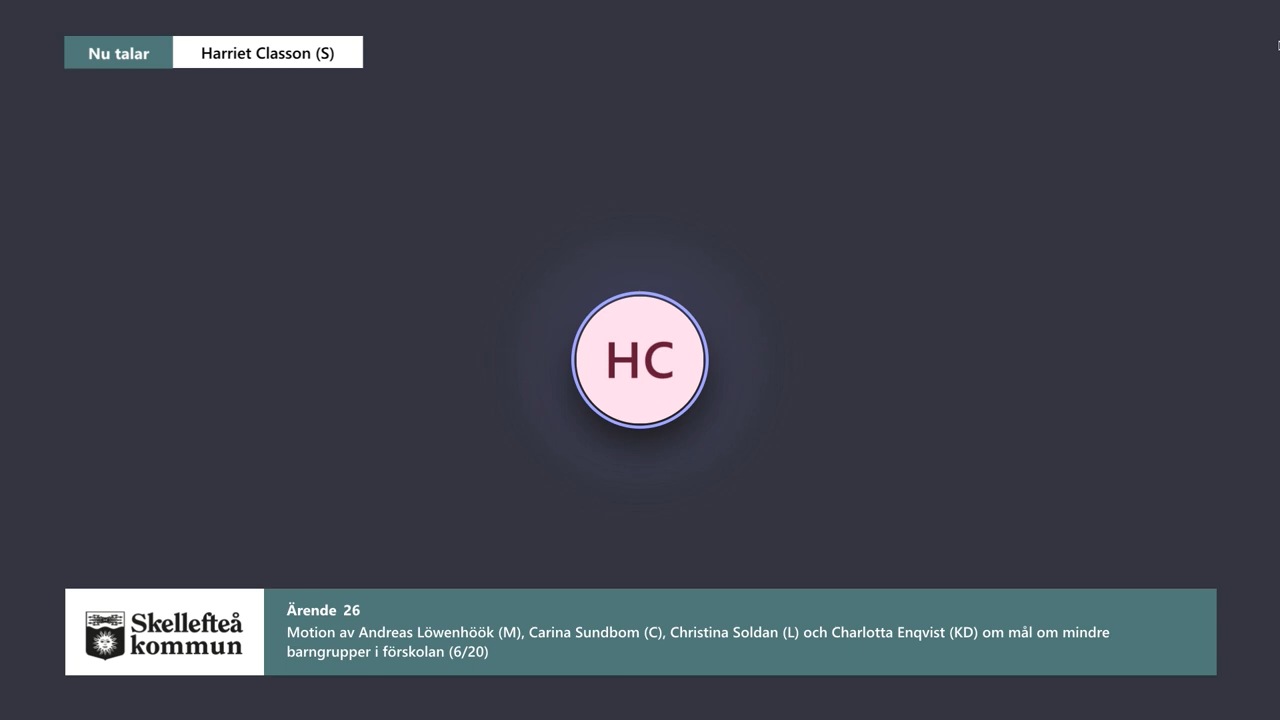 Nu talar Harriet Classon (S)
HC
Skellefteå
kommun
Ärende 26
Motion av Andreas Löwenhöök (M), Carina Sundbom (C), Christina Soldan (L) och Charlotta Enqvist (KD) om mål om mindre
barngrupper i förskolan (6/20)